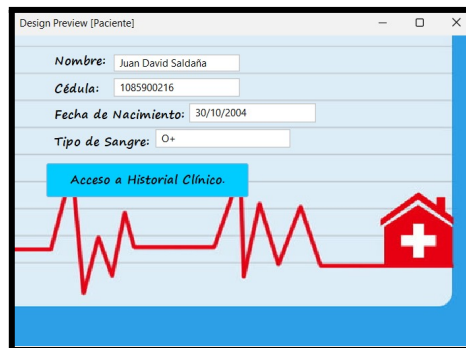 Design Preview [Paciente]
Nombre: Juan David Saldaña
Cédula: 1085900216
Fecha de Nacimiento: 30/10/2004
Tipo de Sangre: O+
Acceso a Historial Clínico.